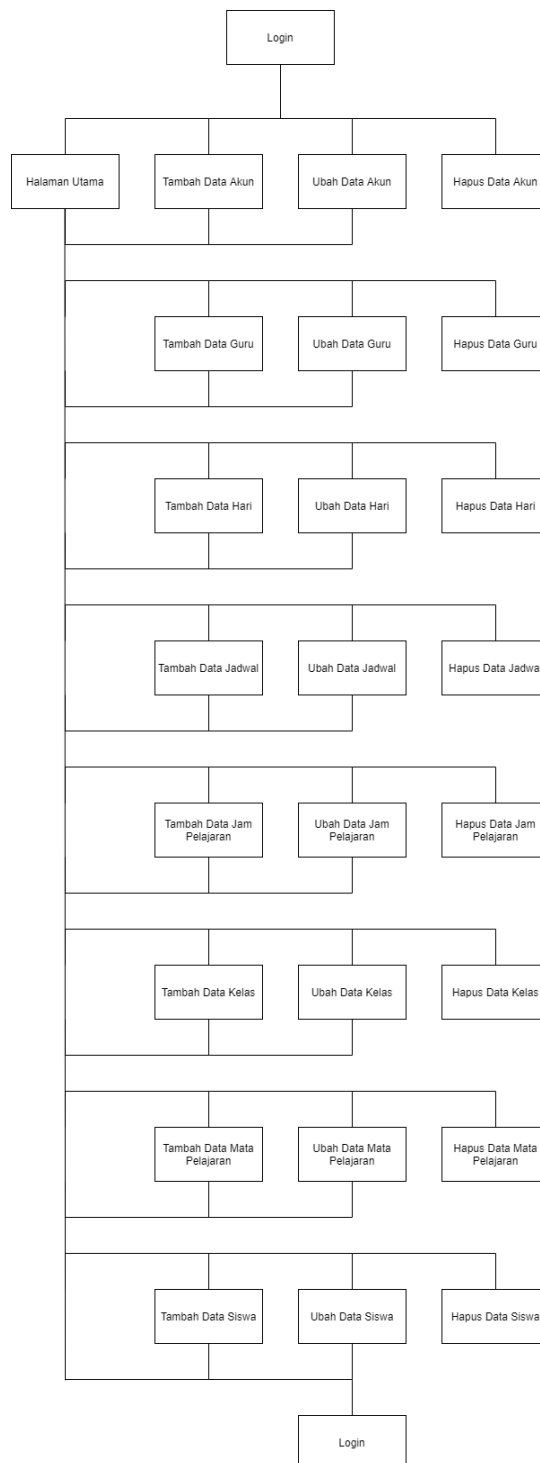 Login
Halaman Utama
Tambah Data Akun
Ubah Data Akun
Hapus Data Akun
Tambah Data Guru
Ubah Data Guru
Hapus Data Guru
Tambah Data Hari
Ubah Data Hari
Hapus Data Hari
Tambah Data Jadwal
Ubah Data Jadwal
Hapus Data Jadwal
Tambah Data Jam
Pelajaran
Ubah Data Jam
Pelajaran
Hapus Data Jam
Pelajaran
Tambah Data Kelas
Ubah Data Kelas
Hapus Data Kelas
Tambah Data Mata
Pelajaran
Ubah Data Mata
Pelajaran
Hapus Data Mata
Pelajaran
Tambah Data Siswa
Ubah Data Siswa
Hapus Data Siswa
Login